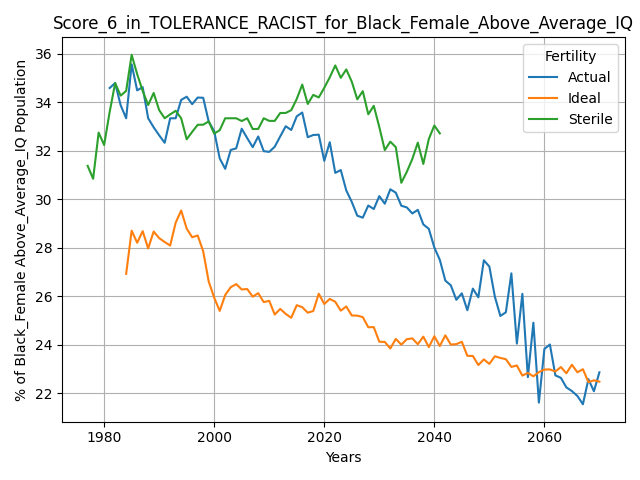 Score_6_in_TOLERANCE_RACIST_for_Black_Female_Above_Average_IQ
% of Black_Female Above_Average_IQ Population
36
34
32
30
28
26
24
22
Fertility
Actual
Ideal
Sterile
1980 2000 2020 2040 2060
Years